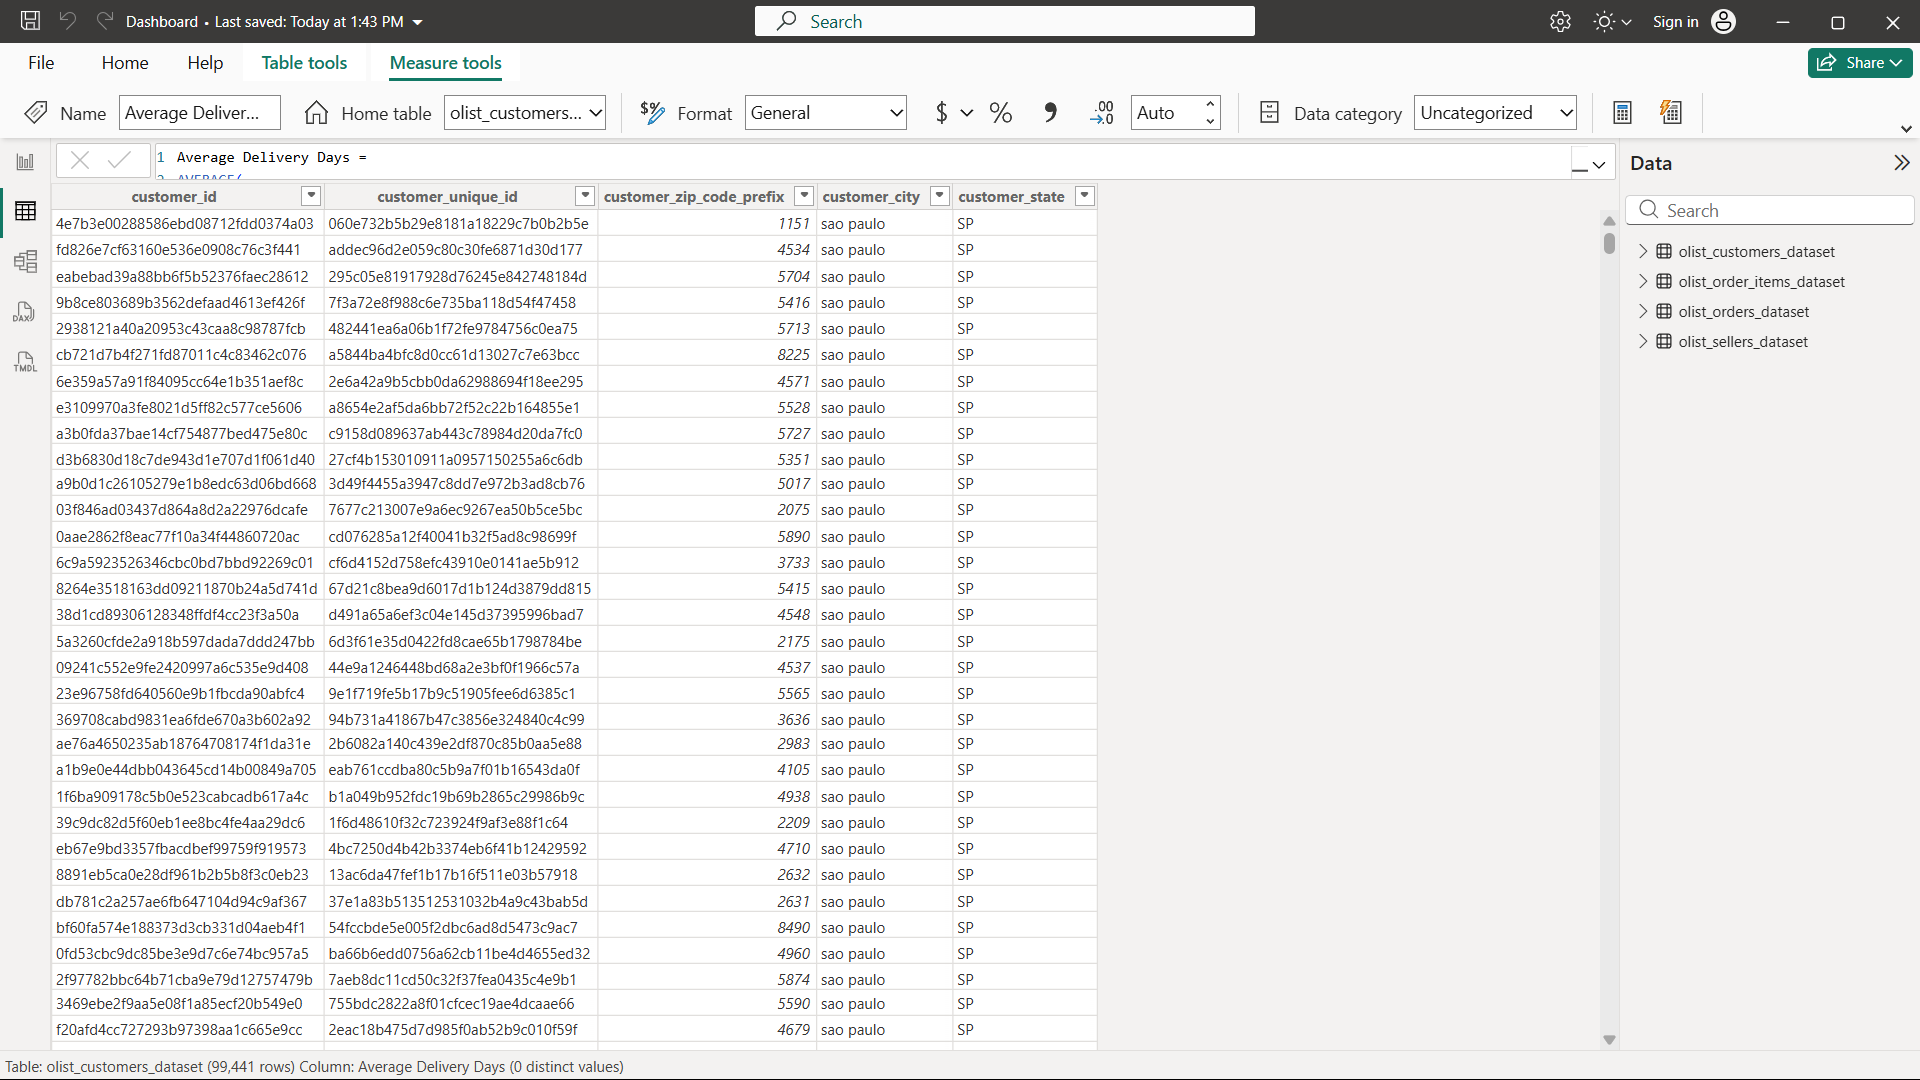 Dashboard • Last saved: Today at 1:43 PM
Search
Sign in
File Home Help Table tools Measure tools
Share
Name Average Deliver... Home table olist_customers... Format General $ % .00 →.0 Auto Data category Uncategorized
1 Average Delivery Days =
2 AVERAGE(
customer_id customer_unique_id customer_zip_code_prefix customer_city customer_state
4e7b3e00288586ebd08712fdd0374a03 060e732b5b29e8181a18229c7b0b2b5e 1151 sao paulo SP
fd826e7cf63160e536e0908c76c3f441 addec96d2e059c80c30fe6871d30d177 4534 sao paulo SP
eabebad39a88bb6f5b52376faec28612 295c05e81917928d76245e842748184d 5704 sao paulo SP
9b8ce803689b3562defaad4613ef426f 7f3a72e8f988c6e735ba118d54f47458 5416 sao paulo SP
2938121a40a20953c43caa8c98787fcb 482441ea6a06b1f72fe9784756c0ea75 5713 sao paulo SP
cb721d7b4f271fd87011c4c83462c076 a5844ba4bfc8d0cc61d13027c7e63bcc 8225 sao paulo SP
6e359a57a91f84095cc64e1b351aef8c 2e6a42a9b5cbb0da62988694f18ee295 4571 sao paulo SP
e3109970a3fe8021d5ff82c577ce5606 a8654e2af5da6bb72f52c22b164855e1 5528 sao paulo SP
a3b0fda37bae14cf754877bed475e80c c9158d089637ab443c78984d20da7fc0 5727 sao paulo SP
d3b6830d18c7de943d1e707d1f061d40 27cf4b153010911a0957150255a6c6db 5351 sao paulo SP
a9b0d1c26105279e1b8edc63d06bd668 3d49f4455a3947c8dd7e972b3ad8cb76 5017 sao paulo SP
03f846ad03437d864a8d2a22976dcafe 7677c213007e9a6ec9267ea50b5ce5bc 2075 sao paulo SP
0aae2862f8eac77f10a34f44860720ac cd076285a12f40041b32f5ad8c98699f 5890 sao paulo SP
6c9a5923526346cbc0bd7bbd92269c01 cf6d4152d758efc43910e0141ae5b912 3733 sao paulo SP
8264e3518163dd09211870b24a5d741d 67d21c8bea9d6017d1b124d3879dd815 5415 sao paulo SP
38d1cd89306128348ffdf4cc23f3a50a d491a65a6ef3c04e145d37395996bad7 4548 sao paulo SP
5a3260cfde2a918b597dada7ddd247bb 6d3f61e35d0422fd8cae65b1798784be 2175 sao paulo SP
09241c552e9fe2420997a6c535e9d408 44e9a1246448bd68a2e3bf0f1966c57a 4537 sao paulo SP
23e96758fd640560e9b1fbcda90abfc4 9e1f719fe5b17b9c51905fee6d6385c1 5565 sao paulo SP
369708cabd9831ea6fde670a3b602a92 94b731a41867b47c3856e324840c4c99 3636 sao paulo SP
ae76a4650235ab18764708174f1da31e 2b6082a140c439e2df870c85b0aa5e88 2983 sao paulo SP
a1b9e0e44dbb043645cd14b00849a705 eab761ccdba80c5b9a7f01b16543da0f 4105 sao paulo SP
1f6ba909178c5b0e523cabcadb617a4c b1a049b952fdc19b69b2865c29986b9c 4938 sao paulo SP
39c9dc82d5f60eb1ee8bc4fe4aa29dc6 1f6d48610f32c723924f9af3e88f1c64 2209 sao paulo SP
eb67e9bd3357fbacdbef99759f919573 4bc7250d4b42b3374eb6f41b12429592 4710 sao paulo SP
8891eb5ca0e28df961b2b5b8f3c0eb23 13ac6da47fef1b17b16f511e03b57918 2632 sao paulo SP
db781c2a257ae6fb647104d94c9af367 37e1a83b513512531032b4a9c43bab5d 2631 sao paulo SP
bf60fa574e188373d3cb331d04aeb4f1 54fccbde5e005f2dbc6ad8d5473c9ac7 8490 sao paulo SP
0fd53cbc9dc85be3e9d7c6e74bc957a5 ba66b6edd0756a62cb11be4d4655ed32 4960 sao paulo SP
2f97782bbc64b71cba9e79d12757479b 7aeb8dc11cd50c32f37fea0435c4e9b1 5874 sao paulo SP
3469ebe2f9aa5e08f1a85ecf20b549e0 755bdc2822a8f01cfcec19ae4dcaae66 5590 sao paulo SP
f20afd4cc727293b97398aa1c665e9cc 2eac18b475d7d985f0ab52b9c010f59f 4679 sao paulo SP
DAX
TMDL
Data
Search
olist_customers_dataset
olist_order_items_dataset
olist_orders_dataset
olist_sellers_dataset
Table: olist_customers_dataset (99,441 rows) Column: Average Delivery Days (0 distinct values)